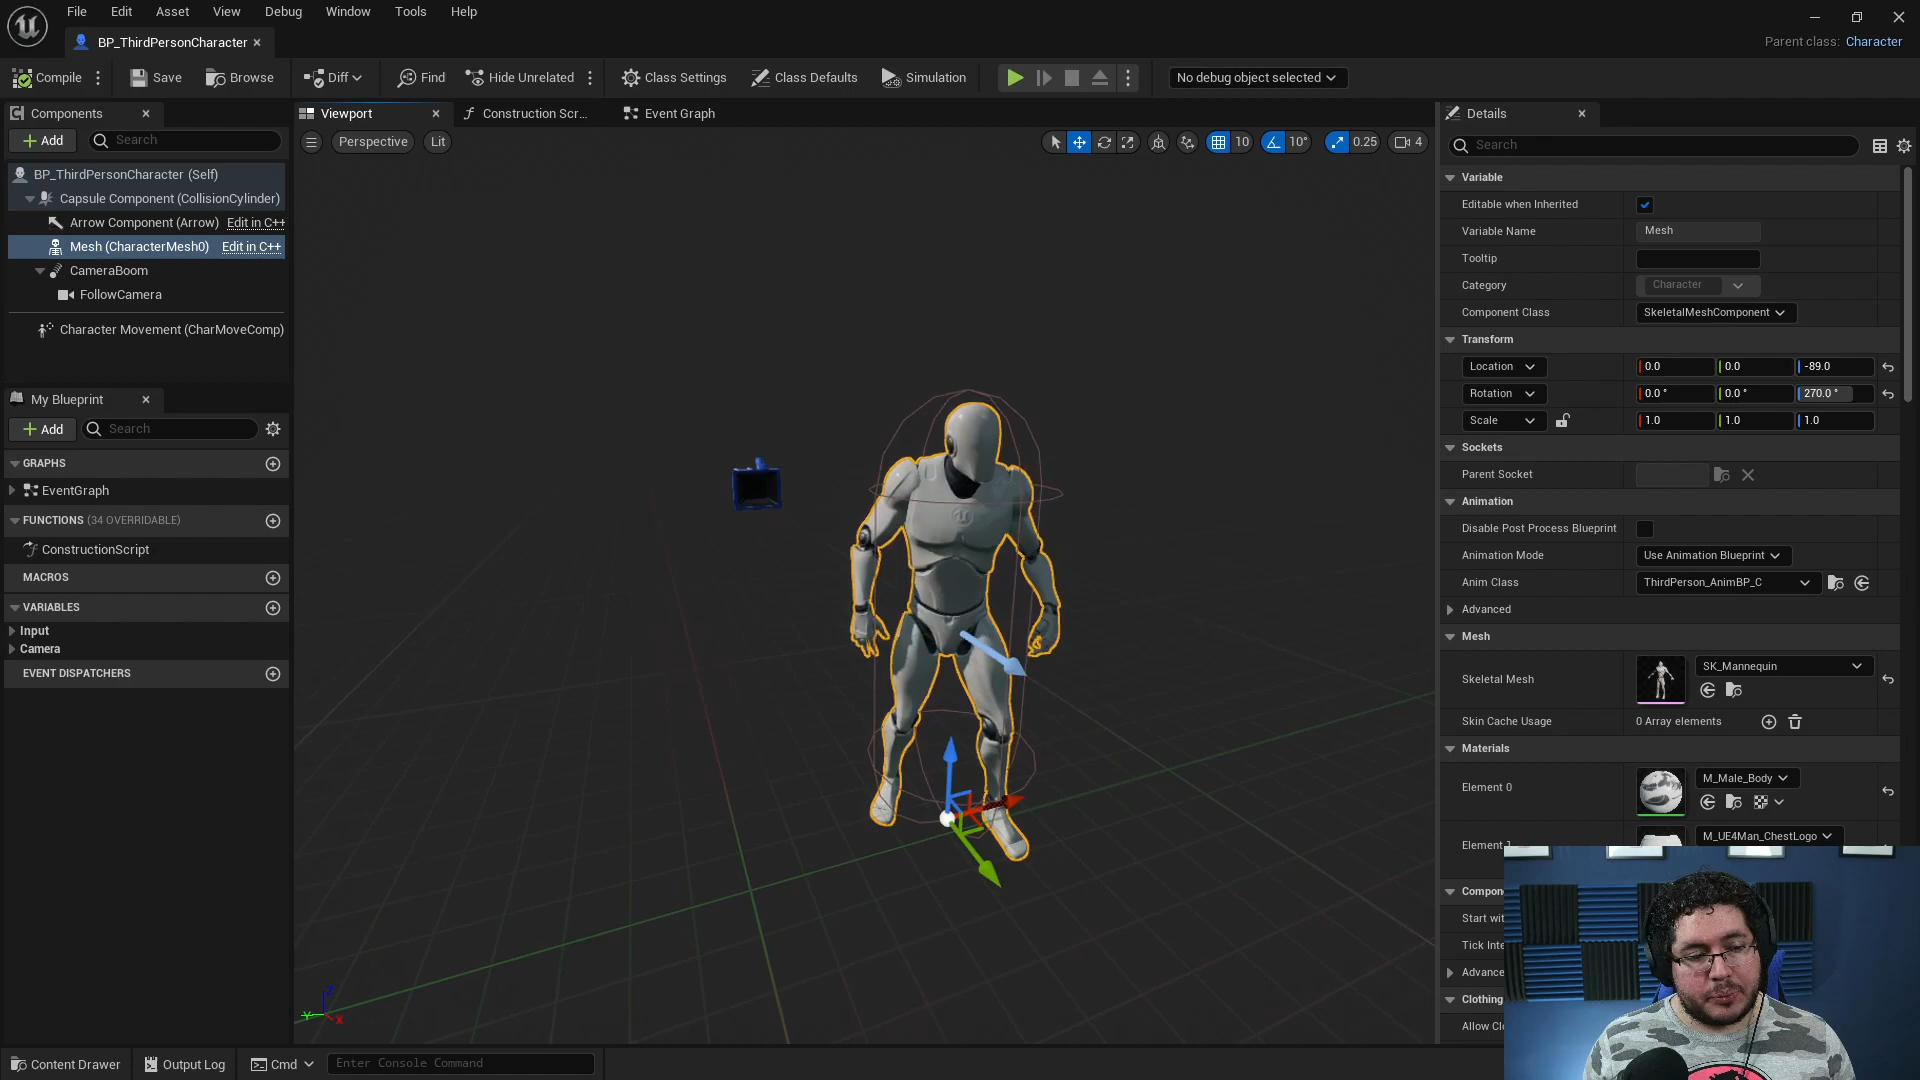 File Edit Asset View Debug Window Tools Help
BP_ThirdPersonCharacter
Parent class: Character
Compile Save Browse Diff Find Hide Unrelated Class Settings Class Defaults Simulation No debug object selected
Components
Viewport Construction Scr... Event Graph
Details
Add Search
Perspective Lit
10 10° 0.25 4
Search
BP_ThirdPersonCharacter (Self)
Capsule Component (CollisionCylinder)
Arrow Component (Arrow) Edit in C++
Mesh (CharacterMesh0) Edit in C++
CameraBoom
FollowCamera
Character Movement (CharMoveComp)
My Blueprint
Add Search
GRAPHS
EventGraph
FUNCTIONS (34 OVERRIDABLE)
ConstructionScript
MACROS
VARIABLES
Input
Camera
EVENT DISPATCHERS
Variable
Editable when Inherited
Variable Name Mesh
Tooltip
Category Character
Component Class SkeletalMeshComponent
Transform
Location 0.0 0.0 -89.0
Rotation 0.0 ° 0.0 ° 270.0 °
Scale 1.0 1.0 1.0
Sockets
Parent Socket
Animation
Disable Post Process Blueprint
Animation Mode Use Animation Blueprint
Anim Class ThirdPerson_AnimBP_C
Advanced
Mesh
Skeletal Mesh SK_Mannequin
Skin Cache Usage 0 Array elements
Materials
Element 0 M_Male_Body
Element 1 M_UE4Man_ChestLogo
Compone
Start wit
Tick Inte
Advance
Clothing
Allow Clo
Z
Y
X
Content Drawer Output Log Cmd Enter Console Command